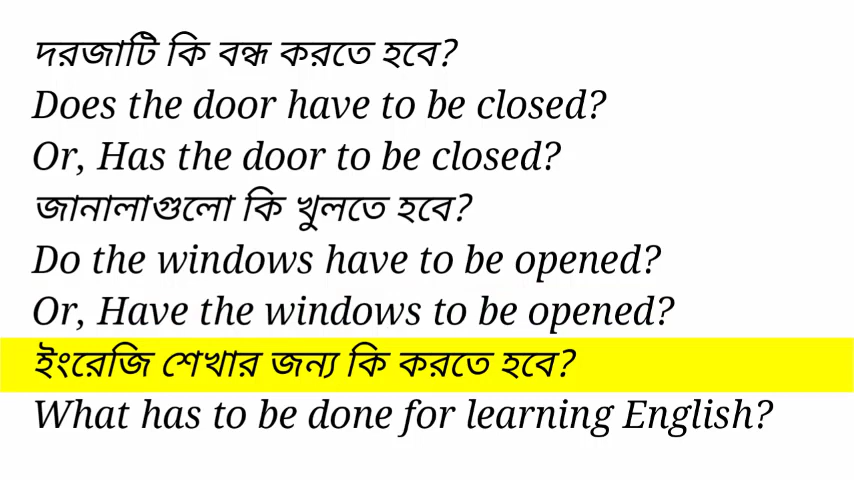 দরজাটি কি বন্ধ করতে হবে?
Does the door have to be closed?
Or, Has the door to be closed?
জানালাগুলো কি খুলতে হবে?
Do the windows have to be opened?
Or, Have the windows to be opened?
ইংরেজি শেখার জন্য কি করতে হবে?
What has to be done for learning English?